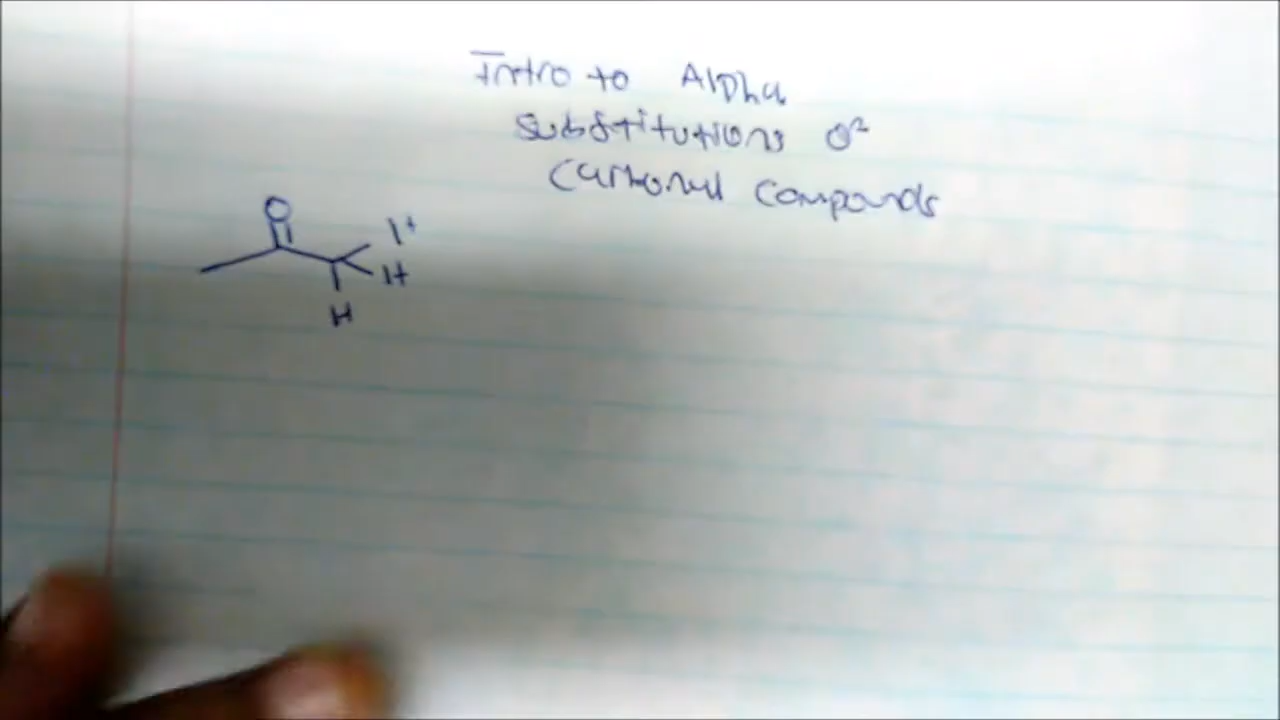 Intro to Alpha
substitutions of
Carbonyl Compounds
O
H
H
H